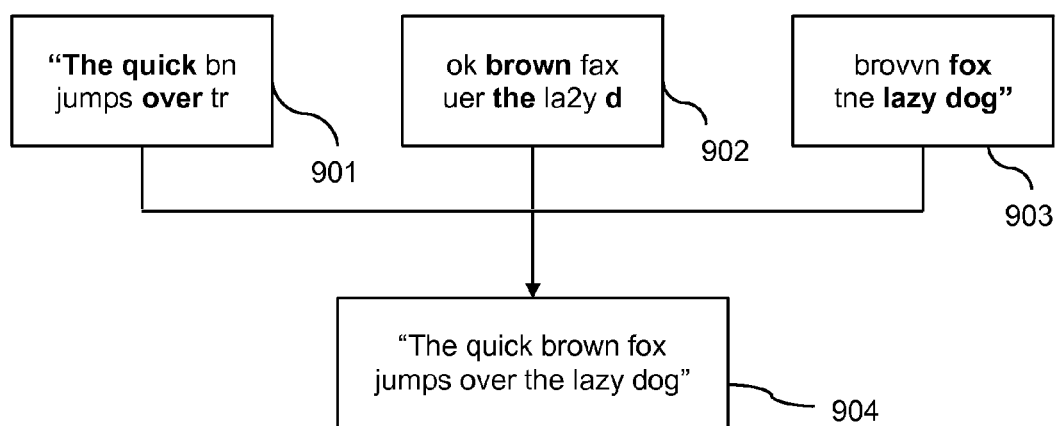 “The quick bn
jumps over tr
901
ok brown fax
uer the la2y d
902
brovvn fox
tne lazy dog”
903
“The quick brown fox
jumps over the lazy dog”
904